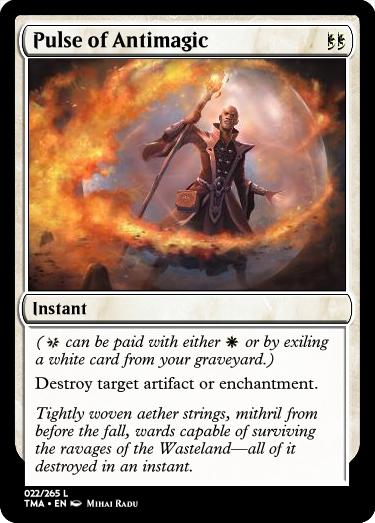 Pulse of Antimagic
Instant
( can be paid with either or by exiling
a white card from your graveyard.)
Destroy target artifact or enchantment.
Tightly woven aether strings, mithril from
before the fall, wards capable of surviving
the ravages of the Wasteland—all of it
destroyed in an instant.
022/265 L
TMA • EN Mihai Radu